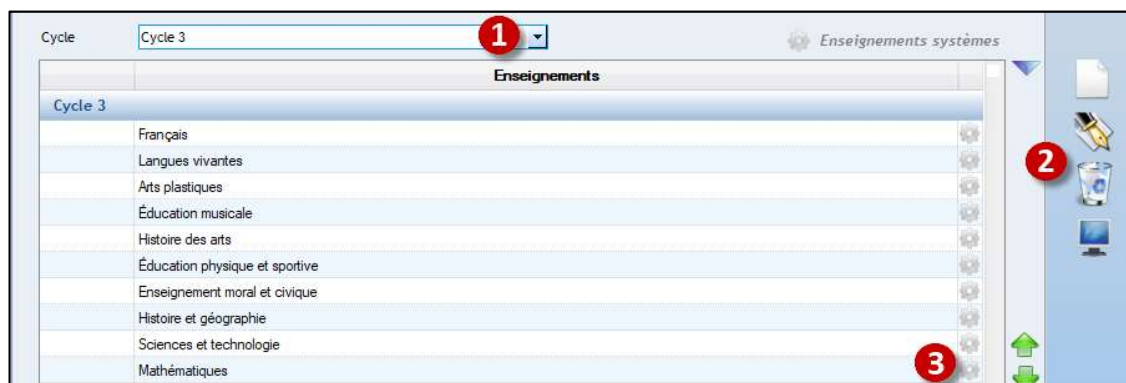 Cycle Cycle 3 1 Enseignements systèmes
Enseignements
Cycle 3
Français
Langues vivantes
2
Arts plastiques
Éducation musicale
Histoire des arts
Éducation physique et sportive
Enseignement moral et civique
Histoire et géographie
Sciences et technologie
Mathématiques 3